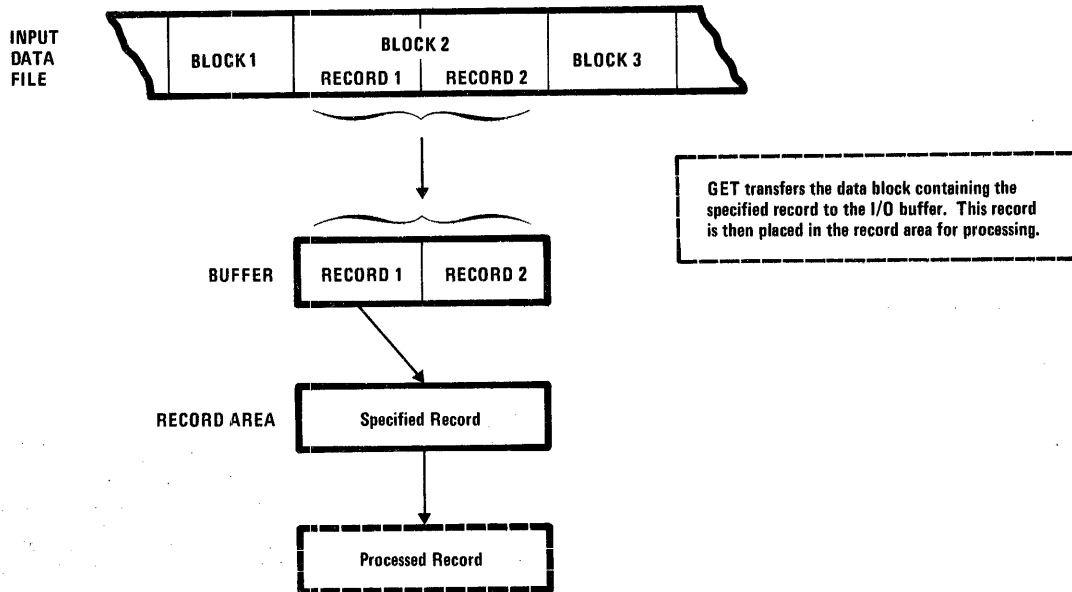 INPUT
DATA
FILE
BLOCK 1
BLOCK 2
BLOCK 3
RECORD 1
RECORD 2
GET transfers the data block containing the
specified record to the I/O buffer. This record
is then placed in the record area for processing.
BUFFER
RECORD 1
RECORD 2
RECORD AREA
Specified Record
Processed Record